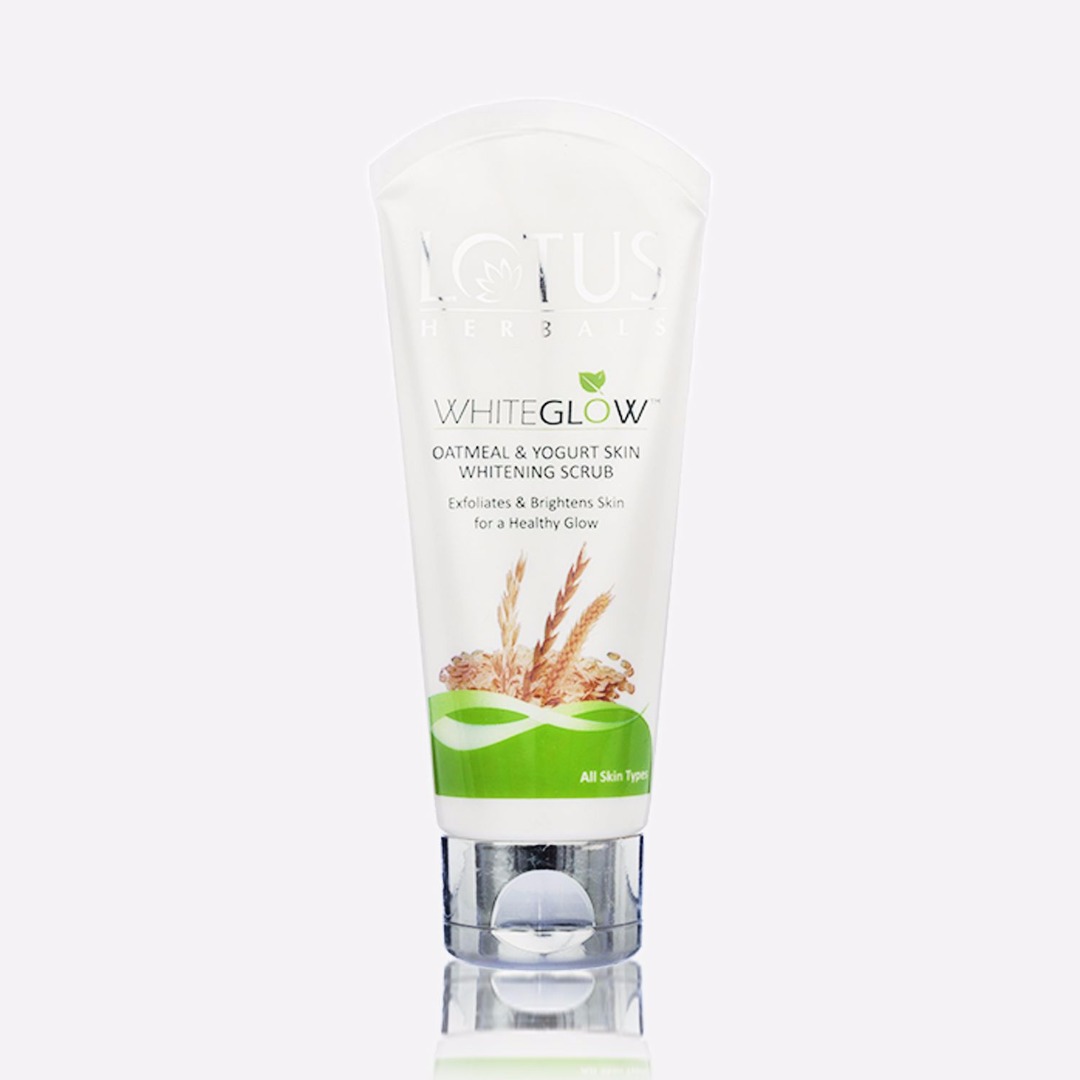 LOTUS
HERBALS
WHITEGLOW™
OATMEAL & YOGURT SKIN
WHITENING SCRUB
Exfoliates & Brightens Skin
for a Healthy Glow
All Skin Types